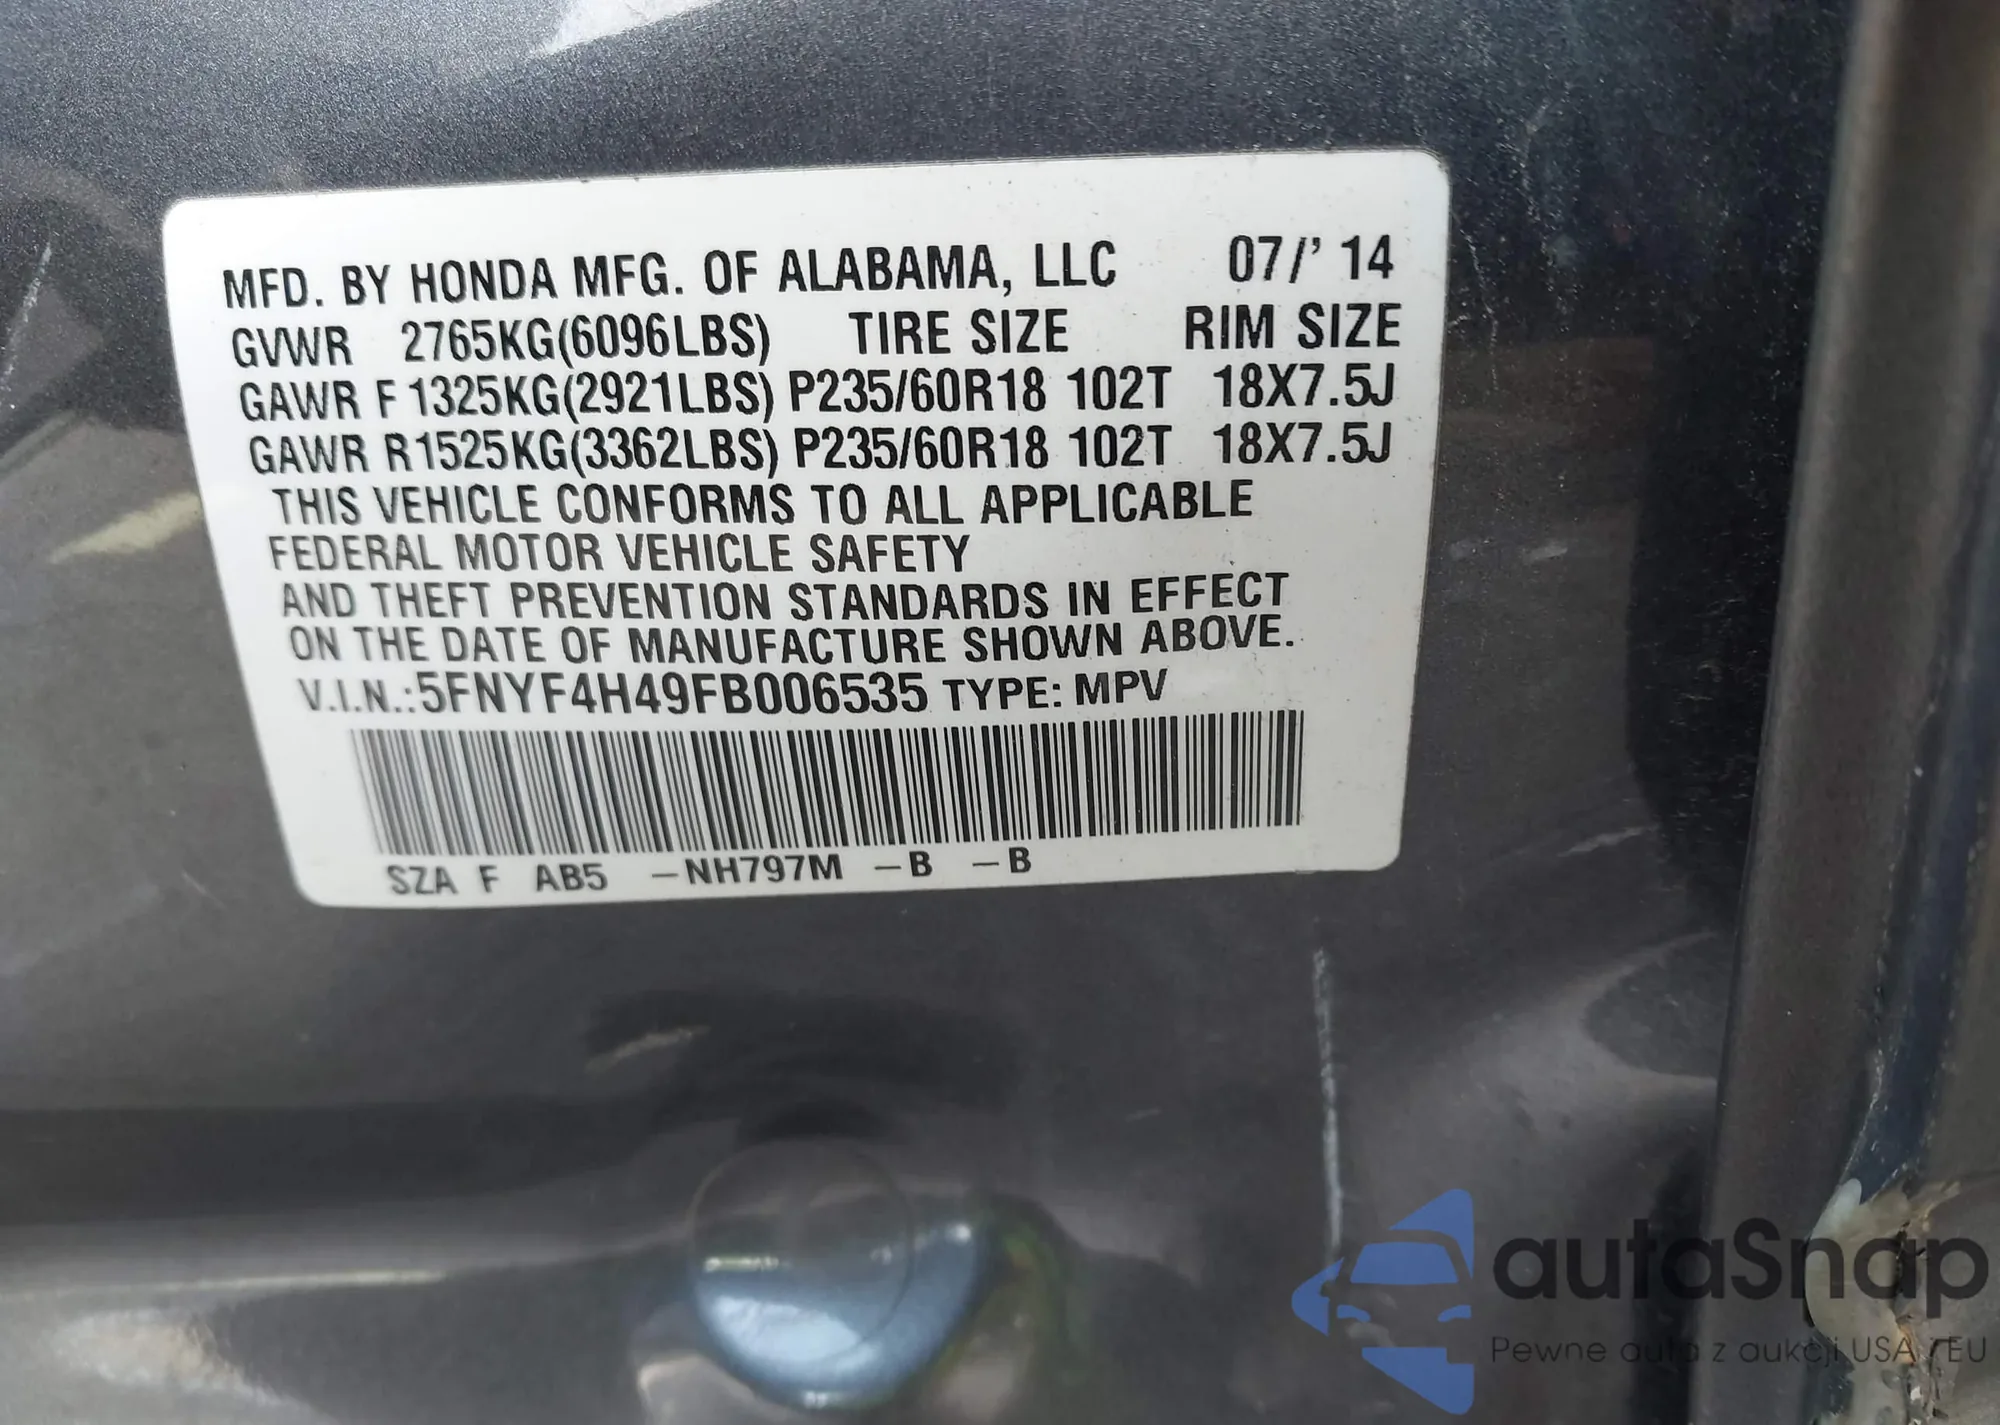 MFD. BY HONDA MFG. OF ALABAMA, LLC 07/' 14
GVWR 2765KG(6096LBS) TIRE SIZE RIM SIZE
GAWR F 1325KG(2921LBS) P235/60R18 102T 18X7.5J
GAWR R1525KG(3362LBS) P235/60R18 102T 18X7.5J
THIS VEHICLE CONFORMS TO ALL APPLICABLE
FEDERAL MOTOR VEHICLE SAFETY
AND THEFT PREVENTION STANDARDS IN EFFECT
ON THE DATE OF MANUFACTURE SHOWN ABOVE.
V.I.N.:5FNYF4H49FB006535 TYPE: MPV
SZA F AB5 -NH797M -B -B
autaSnap
Pewne auta z aukcji USA / EU